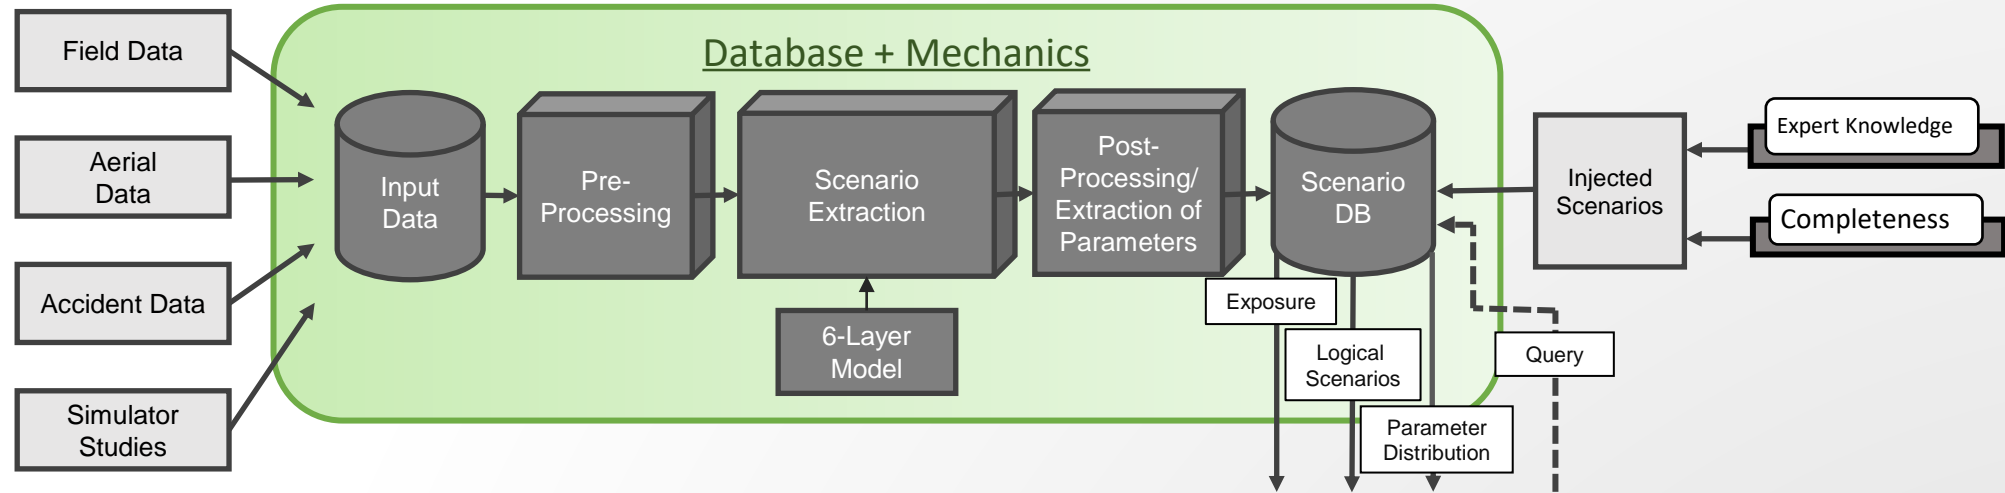 Database + Mechanics
Field Data
Aerial
Data
Accident Data
Simulator
Studies
Input
Data
Pre-
Processing
Scenario
Extraction
6-Layer
Model
Post-
Processing/
Extraction of
Parameters
Scenario
DB
Exposure
Logical
Scenarios
Parameter
Distribution
Query
Injected
Scenarios
Expert Knowledge
Completeness